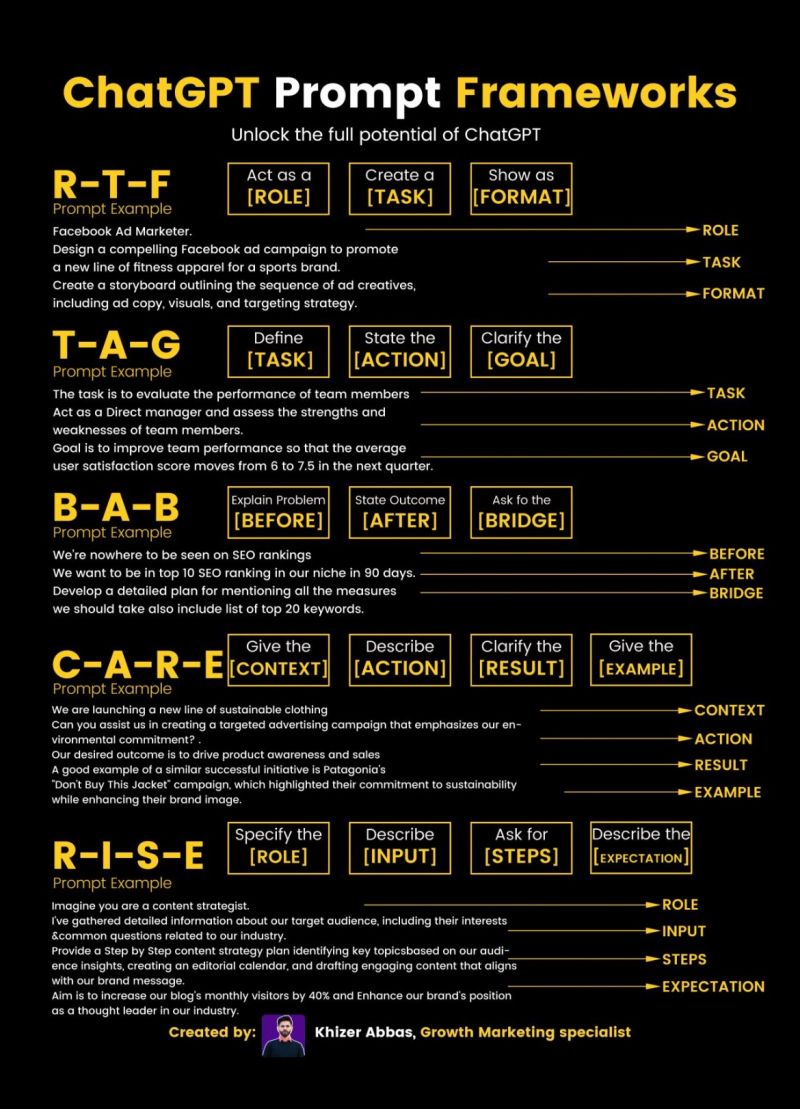 ChatGPT Prompt Frameworks
Unlock the full potential of ChatGPT
R-T-F
Prompt Example
Act as a
[ROLE]
Create a
[TASK]
Show as
[FORMAT]
Facebook Ad Marketer.
Design a compelling Facebook ad campaign to promote
a new line of fitness apparel for a sports brand.
Create a storyboard outlining the sequence of ad creatives,
including ad copy, visuals, and targeting strategy.
ROLE
TASK
FORMAT
T-A-G
Prompt Example
Define
[TASK]
State the
[ACTION]
Clarify the
[GOAL]
The task is to evaluate the performance of team members
Act as a Direct manager and assess the strengths and
weaknesses of team members.
Goal is to improve team performance so that the average
user satisfaction score moves from 6 to 7.5 in the next quarter.
TASK
ACTION
GOAL
B-A-B
Prompt Example
Explain Problem
[BEFORE]
State Outcome
[AFTER]
Ask fo the
[BRIDGE]
We're nowhere to be seen on SEO rankings
We want to be in top 10 SEO ranking in our niche in 90 days.
Develop a detailed plan for mentioning all the measures
we should take also include list of top 20 keywords.
BEFORE
AFTER
BRIDGE
C-A-R-E
Prompt Example
Give the
[CONTEXT]
Describe
[ACTION]
Clarify the
[RESULT]
Give the
[EXAMPLE]
We are launching a new line of sustainable clothing
Can you assist us in creating a targeted advertising campaign that emphasizes our en-
vironmental commitment? .
Our desired outcome is to drive product awareness and sales
A good example of a similar successful initiative is Patagonia's
"Don't Buy This Jacket" campaign, which highlighted their commitment to sustainability
while enhancing their brand image.
CONTEXT
ACTION
RESULT
EXAMPLE
R-I-S-E
Prompt Example
Specify the
[ROLE]
Describe
[INPUT]
Ask for
[STEPS]
Describe the
[EXPECTATION]
Imagine you are a content strategist.
I've gathered detailed information about our target audience, including their interests
&common questions related to our industry.
Provide a Step by Step content strategy plan identifying key topicsbased on our audi-
ence insights, creating an editorial calendar, and drafting engaging content that aligns
with our brand message.
Aim is to increase our blog's monthly visitors by 40% and Enhance our brand's position
as a thought leader in our industry.
ROLE
INPUT
STEPS
EXPECTATION
Created by: Khizer Abbas, Growth Marketing specialist